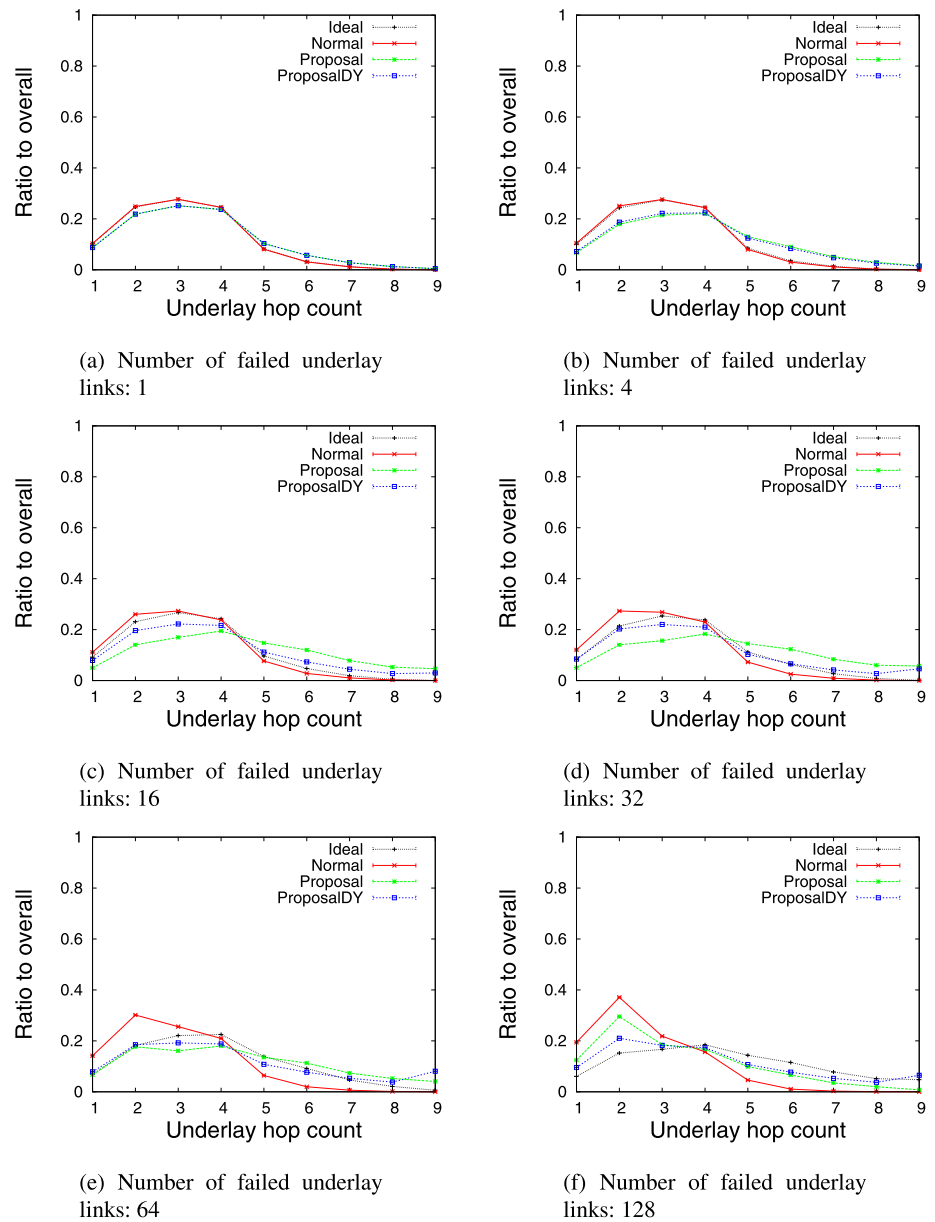 1
0.8
0.6
0.4
0.2
0
1 2 3 4 5 6 7 8 9
Ratio to overall
Underlay hop count
Ideal
Normal
Proposal
ProposalDY
(a) Number of failed underlay
links: 1
1
0.8
0.6
0.4
0.2
0
1 2 3 4 5 6 7 8 9
Ratio to overall
Underlay hop count
Ideal
Normal
Proposal
ProposalDY
(b) Number of failed underlay
links: 4
1
0.8
0.6
0.4
0.2
0
1 2 3 4 5 6 7 8 9
Ratio to overall
Underlay hop count
Ideal
Normal
Proposal
ProposalDY
(c) Number of failed underlay
links: 16
1
0.8
0.6
0.4
0.2
0
1 2 3 4 5 6 7 8 9
Ratio to overall
Underlay hop count
Ideal
Normal
Proposal
ProposalDY
(d) Number of failed underlay
links: 32
1
0.8
0.6
0.4
0.2
0
1 2 3 4 5 6 7 8 9
Ratio to overall
Underlay hop count
Ideal
Normal
Proposal
ProposalDY
(e) Number of failed underlay
links: 64
1
0.8
0.6
0.4
0.2
0
1 2 3 4 5 6 7 8 9
Ratio to overall
Underlay hop count
Ideal
Normal
Proposal
ProposalDY
(f) Number of failed underlay
links: 128